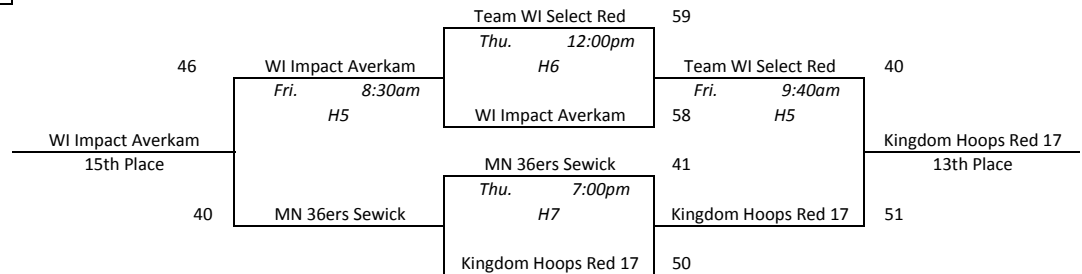 Team WI Select Red 59
Thu. 12:00pm
46 WI Impact Averkam H6 Team WI Select Red 40
Fri. 8:30am Fri. 9:40am
H5 WI Impact Averkam 58 H5
WI Impact Averkam Kingdom Hoops Red 17
15th Place MN 36ers Sewick 41 13th Place
Thu. 7:00pm
40 MN 36ers Sewick H7 Kingdom Hoops Red 17 51
Kingdom Hoops Red 17 50